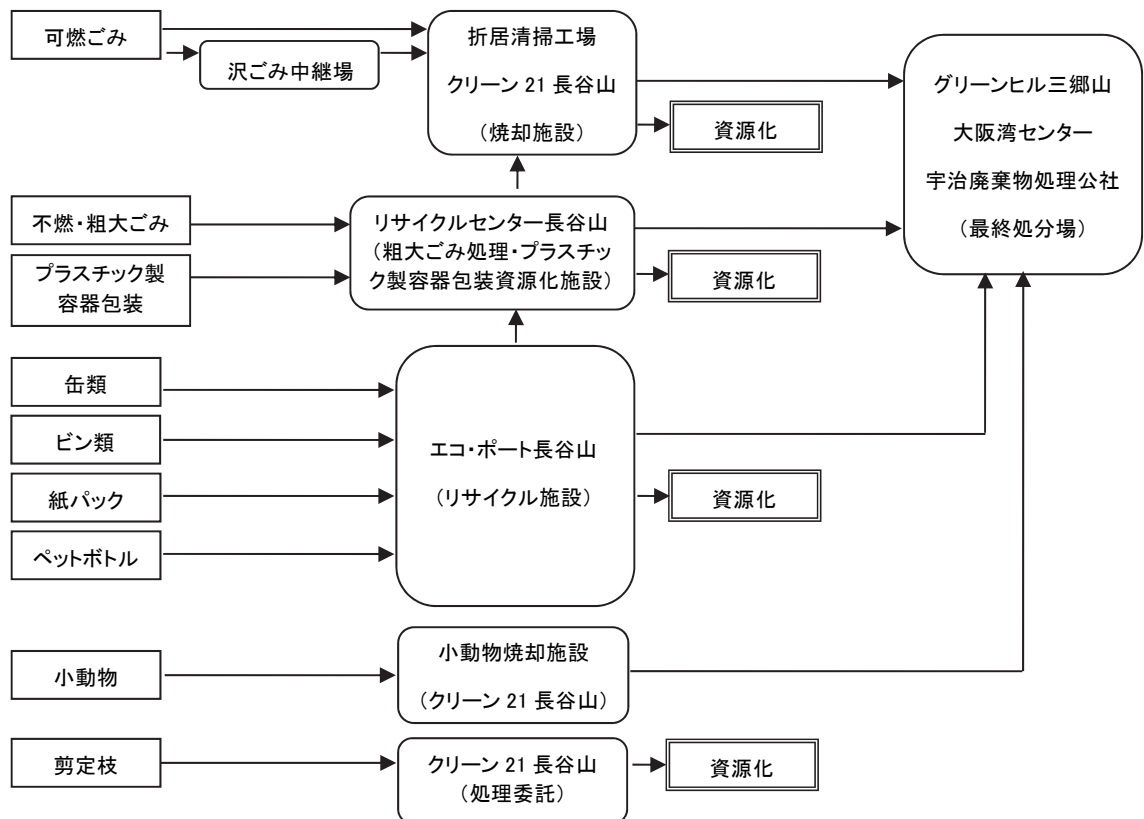 可燃ごみ
沢ごみ中継場
折居清掃工場
クリーン 21 長谷山
（焼却施設）
資源化
グリーンヒル三郷山
大阪湾センター
宇治廃棄物処理公社
（最終処分場）
不燃・粗大ごみ
プラスチック製
容器包装
リサイクルセンター長谷山
（粗大ごみ処理・プラスチッ
ク製容器包装資源化施設）
資源化
缶類
ビン類
紙パック
ペットボトル
エコ・ポート長谷山
（リサイクル施設）
資源化
小動物
小動物焼却施設
（クリーン 21 長谷山）
剪定枝
クリーン 21 長谷山
（処理委託）
資源化